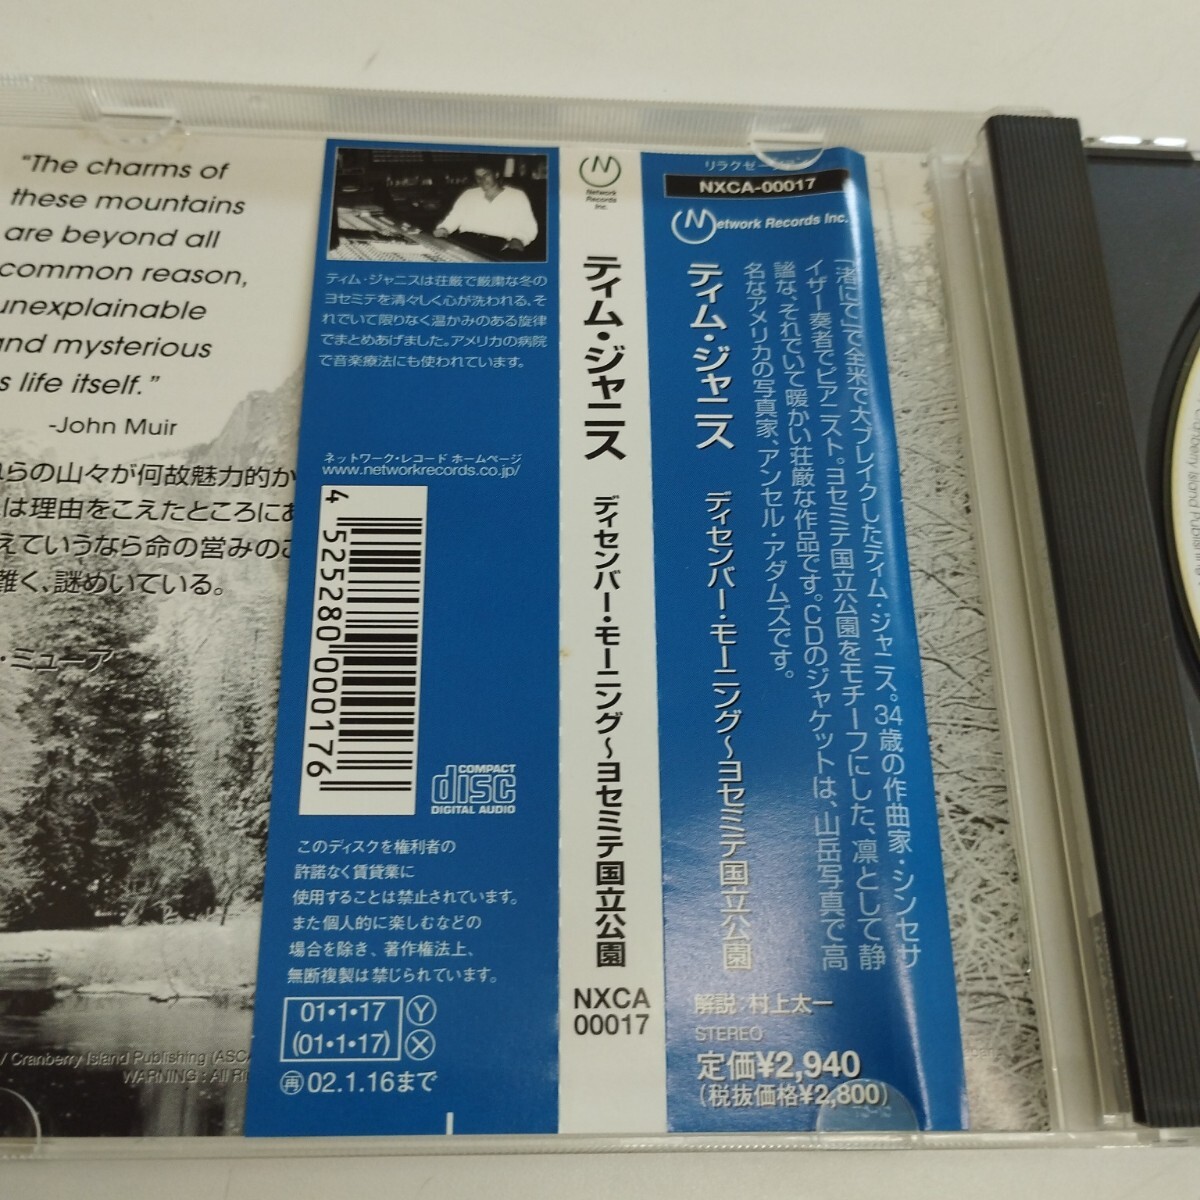 “The charms of
these mountains
are beyond all
common reason,
unexplainable
and mysterious
s life itself.”
-John Muir
らの山々が何故魅力的か
は理由をこえたところにあ
えていうなら命の営みのこ
難く、謎めいている。
・ミューア
/ Cranberry Island Publishing (ASCA
WARNING : All Ri
ティム・ジャニスは荘厳で厳粛な冬の
ヨセミテを清々しく心が洗われる、そ
れでいて限りなく温かみのある旋律
でまとめあげました。アメリカの病院
で音楽療法にも使われています。
ネットワーク・レコード ホームページ
www.networkrecords.co.jp/
4 525280 000176
COMPACT
disc
DIGITAL AUDIO
このディスクを権利者の
許諾なく賃貸業に
使用することは禁止されています。
また個人的に楽しむなどの
場合を除き、著作権法上、
無断複製は禁じられています。
01・1・17 Ⓨ
(01・1・17) Ⓧ
㊢02.1.16まで
N
Network
Records
Inc.
ティム・ジャニス
ディセンバー・モーニング〜ヨセミテ国立公園
NXCA
00017
リラクゼー
NXCA-00017
Network Records Inc.
「渚にて」で全米で大ブレイクしたティム・ジャニス。34歳の作曲家・シンセサ
イザー奏者でピアニスト。ヨセミテ国立公園をモチーフにした、凛として静
謐な、それでいて暖かい荘厳な作品です。CDのジャケットは、山岳写真で高
名なアメリカの写真家、アンセル・アダムズです。
ティム・ジャニス
ディセンバー・モーニング〜ヨセミテ国立公園
解説：村上太一
STEREO
定価¥2,940
(税抜価格¥2,800)